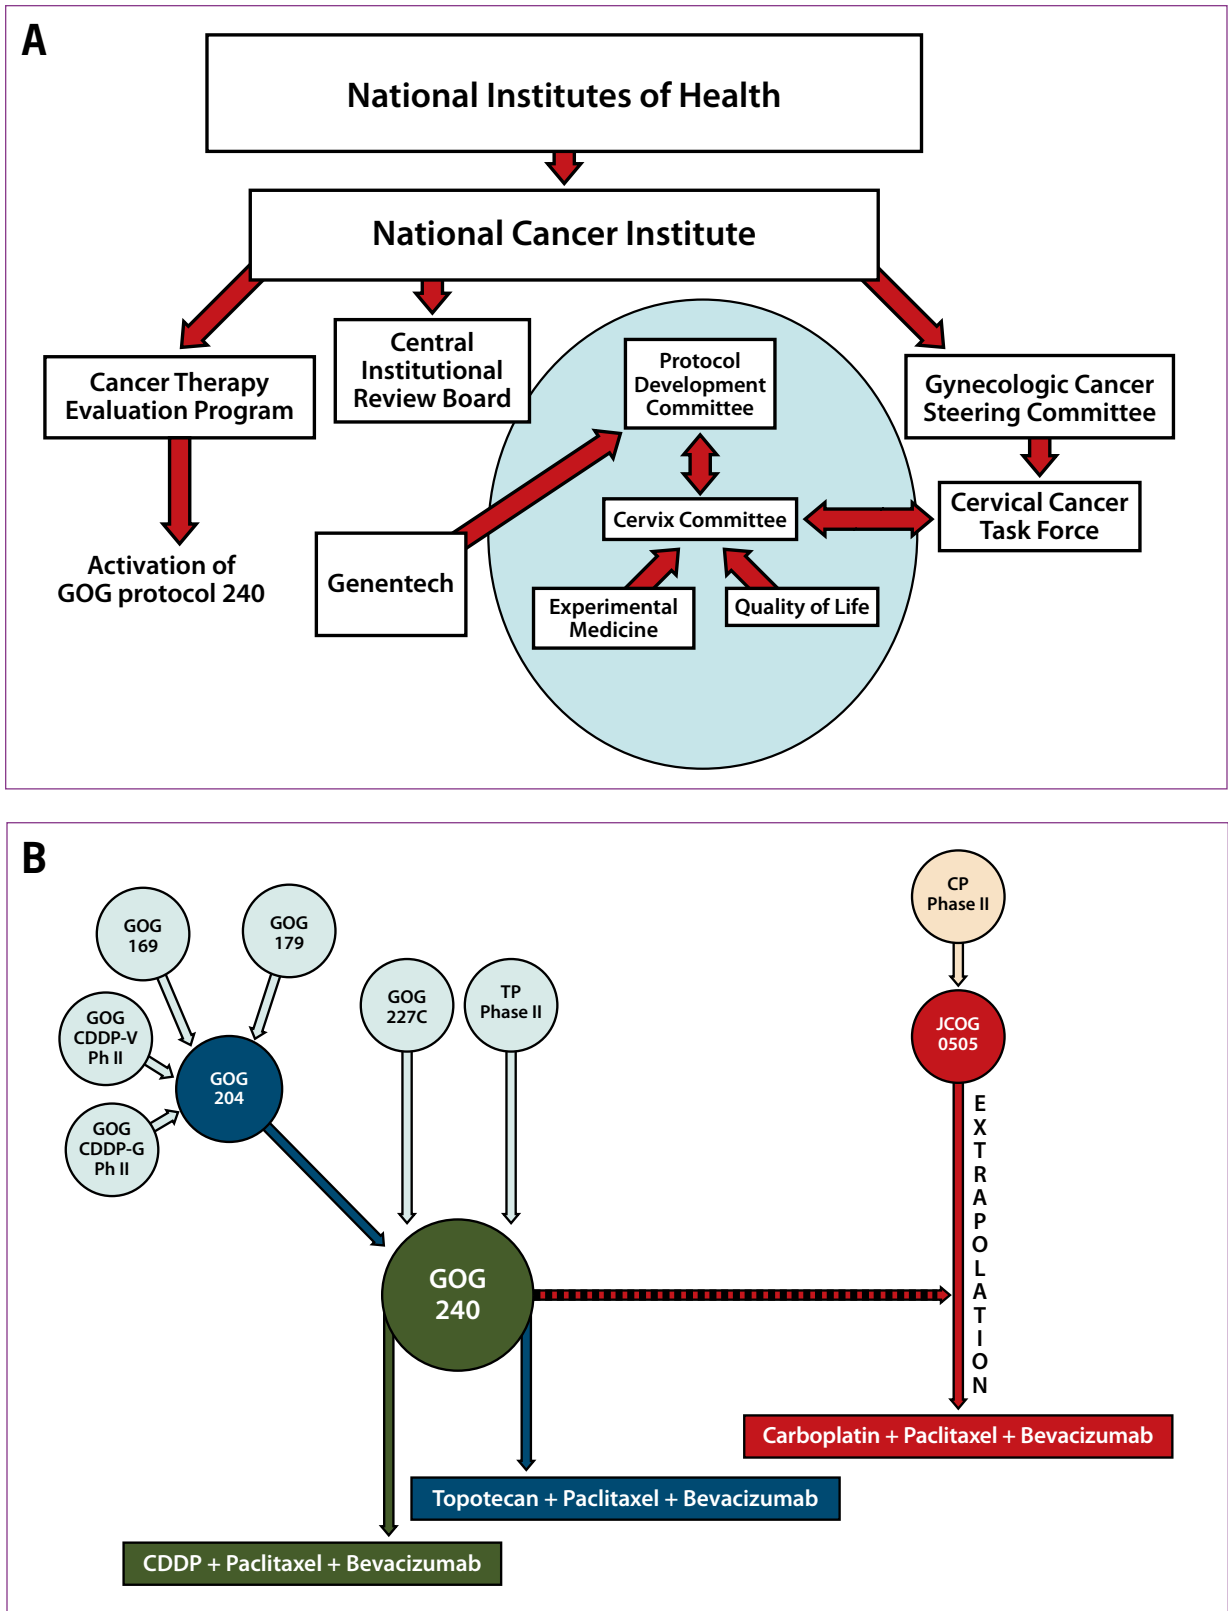 A
National Institutes of Health
National Cancer Institute
Cancer Therapy
Evaluation Program
Central
Institutional
Review Board
Protocol
Development
Committee
Gynecologic Cancer
Steering Committee
Cervix Committee
Cervical Cancer
Task Force
Activation of
GOG protocol 240
Genentech
Experimental
Medicine
Quality of Life
B
GOG
169
GOG
179
GOG
CDDP-V
Ph II
GOG
CDDP-G
Ph II
GOG
204
GOG
227C
TP
Phase II
CP
Phase II
JCOG
0505
GOG
240
EXTRAPOLATION
Carboplatin + Paclitaxel + Bevacizumab
Topotecan + Paclitaxel + Bevacizumab
CDDP + Paclitaxel + Bevacizumab